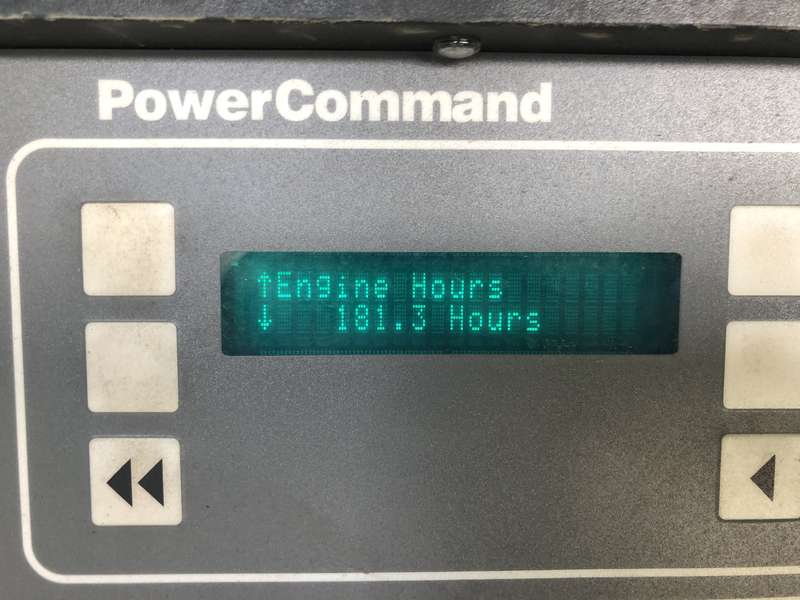 PowerCommand
↑Engine Hours
↓ 181.3 Hours